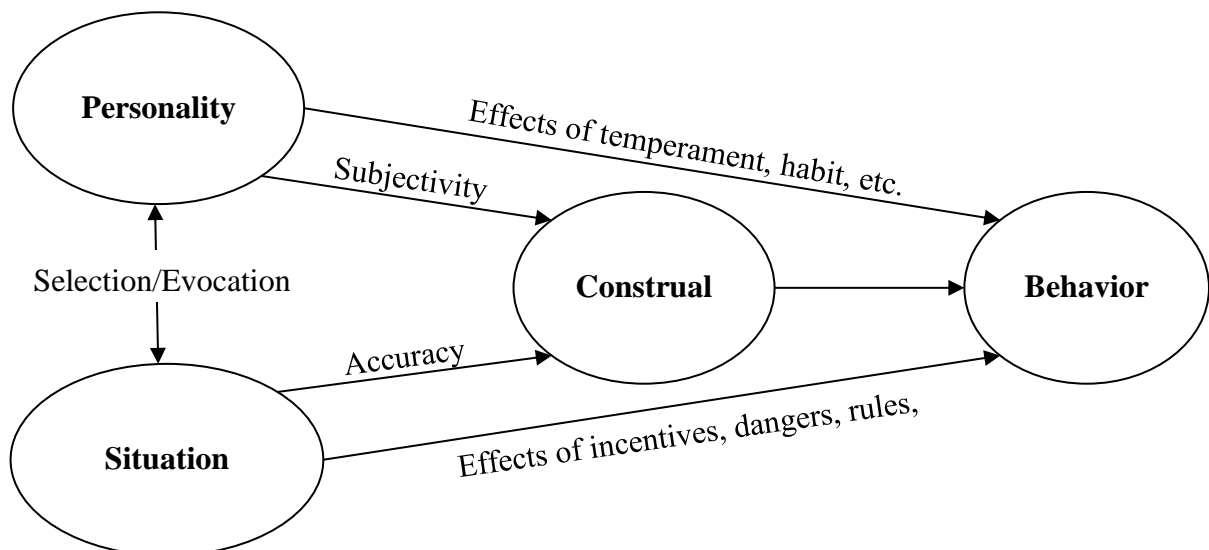 Personality
Effects of temperament, habit, etc.
Subjectivity
Selection/Evocation
Construal
Behavior
Accuracy
Situation
Effects of incentives, dangers, rules,